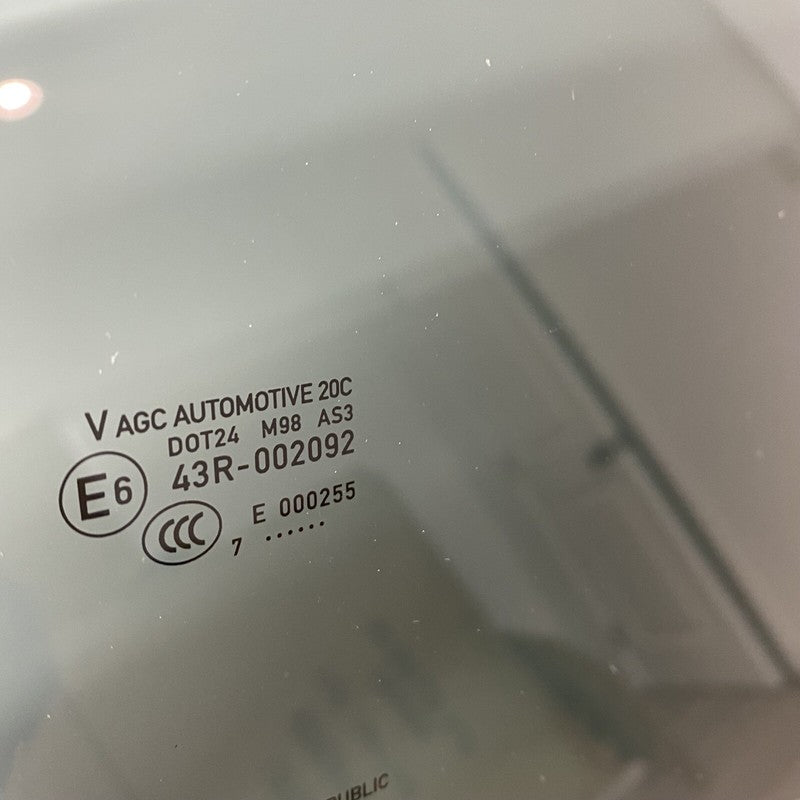 V AGC AUTOMOTIVE 20C
DOT24 M98 AS3
43R-002092
E6
E 000255
CCC
7 ......